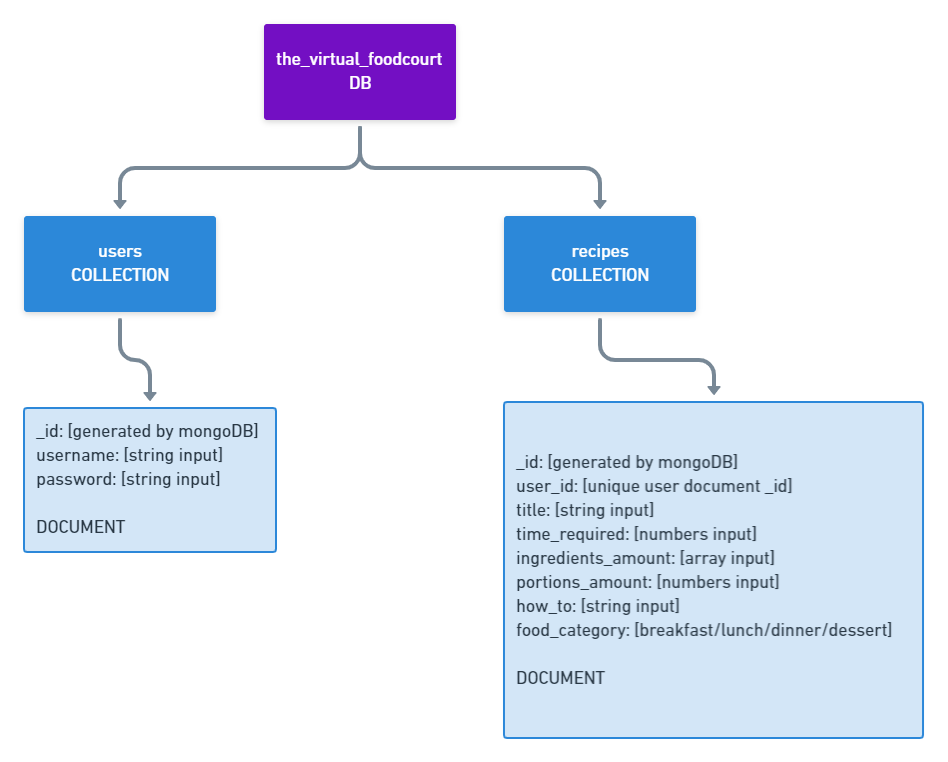 the_virtual_foodcourt
DB
users
COLLECTION
recipes
COLLECTION
_id: [generated by mongoDB]
username: [string input]
password: [string input]
DOCUMENT
_id: [generated by mongoDB]
user_id: [unique user document _id]
title: [string input]
time_required: [numbers input]
ingredients_amount: [array input]
portions_amount: [numbers input]
how_to: [string input]
food_category: [breakfast/lunch/dinner/dessert]
DOCUMENT